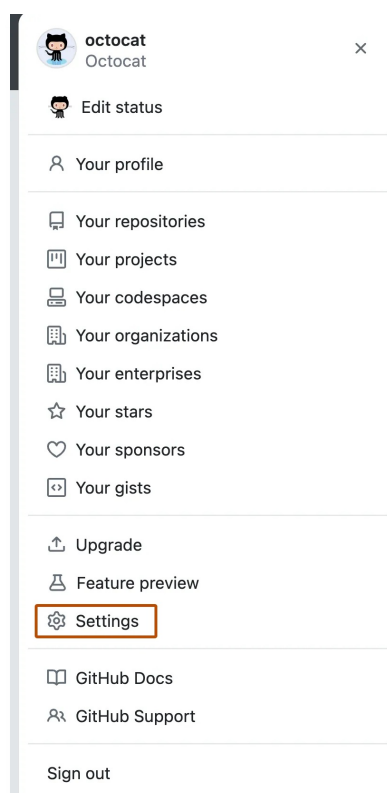 octocat
Octocat
Edit status
Your profile
Your repositories
Your projects
Your codespaces
Your organizations
Your enterprises
Your stars
Your sponsors
Your gists
Upgrade
Feature preview
Settings
GitHub Docs
GitHub Support
Sign out